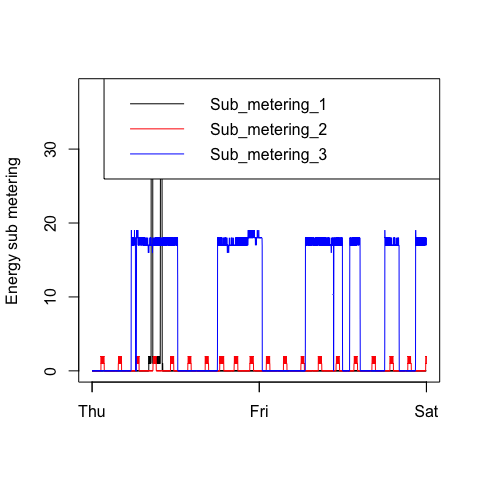 Sub_metering_1
Sub_metering_2
Sub_metering_3
Energy sub metering
30
20
10
0
Thu Fri Sat